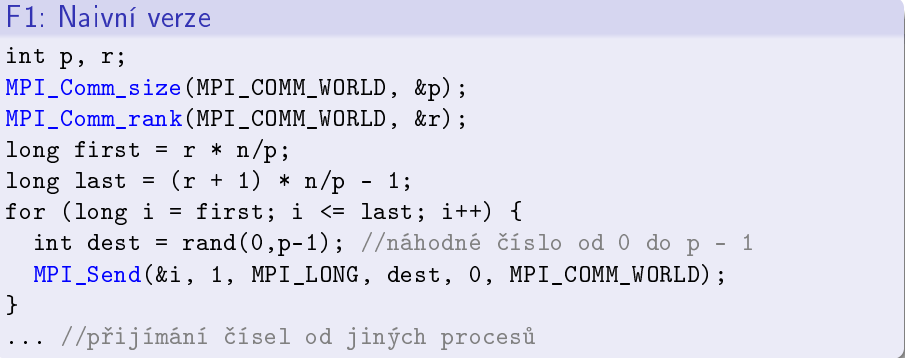 F1: Naivní verze
int p, r;
MPI_Comm_size(MPI_COMM_WORLD, &p);
MPI_Comm_rank(MPI_COMM_WORLD, &r);
long first = r * n/p;
long last = (r + 1) * n/p - 1;
for (long i = first; i <= last; i++) {
  int dest = rand(0,p-1); //náhodné číslo od 0 do p - 1
  MPI_Send(&i, 1, MPI_LONG, dest, 0, MPI_COMM_WORLD);
}
... //přijímání čísel od jiných procesů